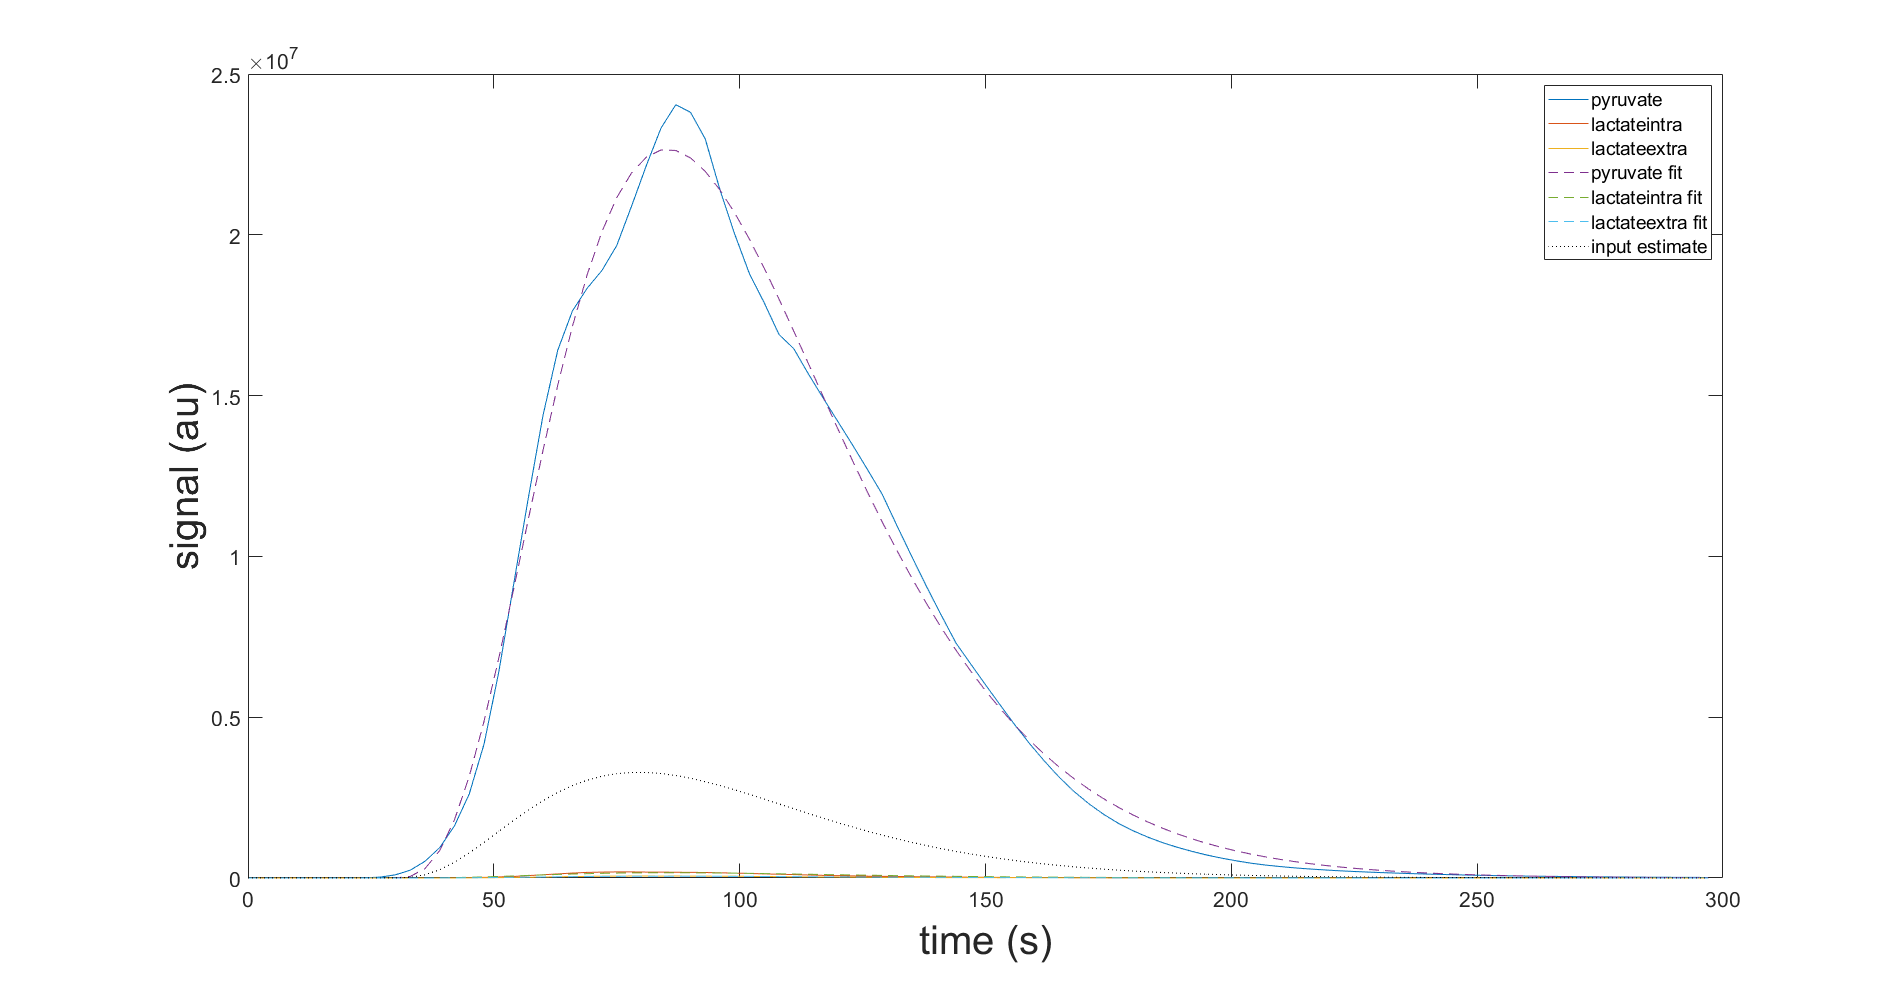 ×10^7
2.5
2
1.5
1
0.5
0
signal (au)
0 50 100 150 200 250 300
time (s)
pyruvate
lactateintra
lactateextra
pyruvate fit
lactateintra fit
lactateextra fit
input estimate